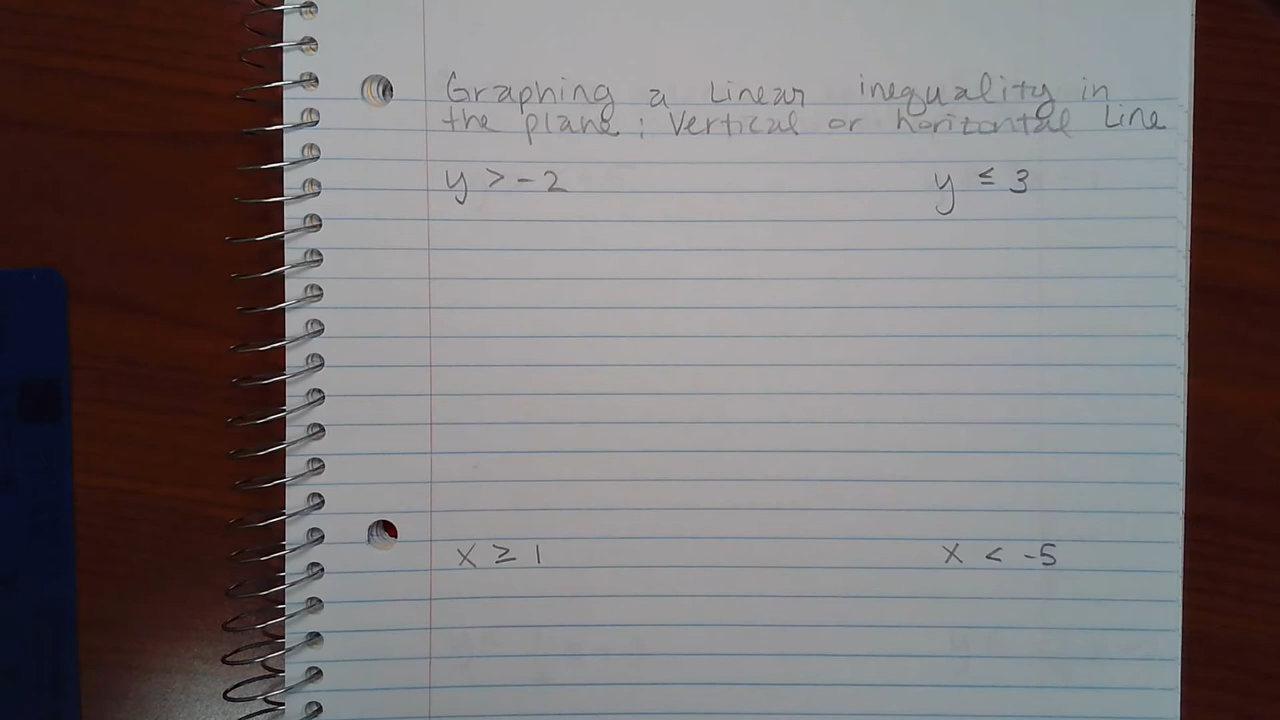 Graphing a Linear inequality in
the plane : Vertical or horizontal Line
y > -2 y ≤ 3
x ≥ 1 x < -5